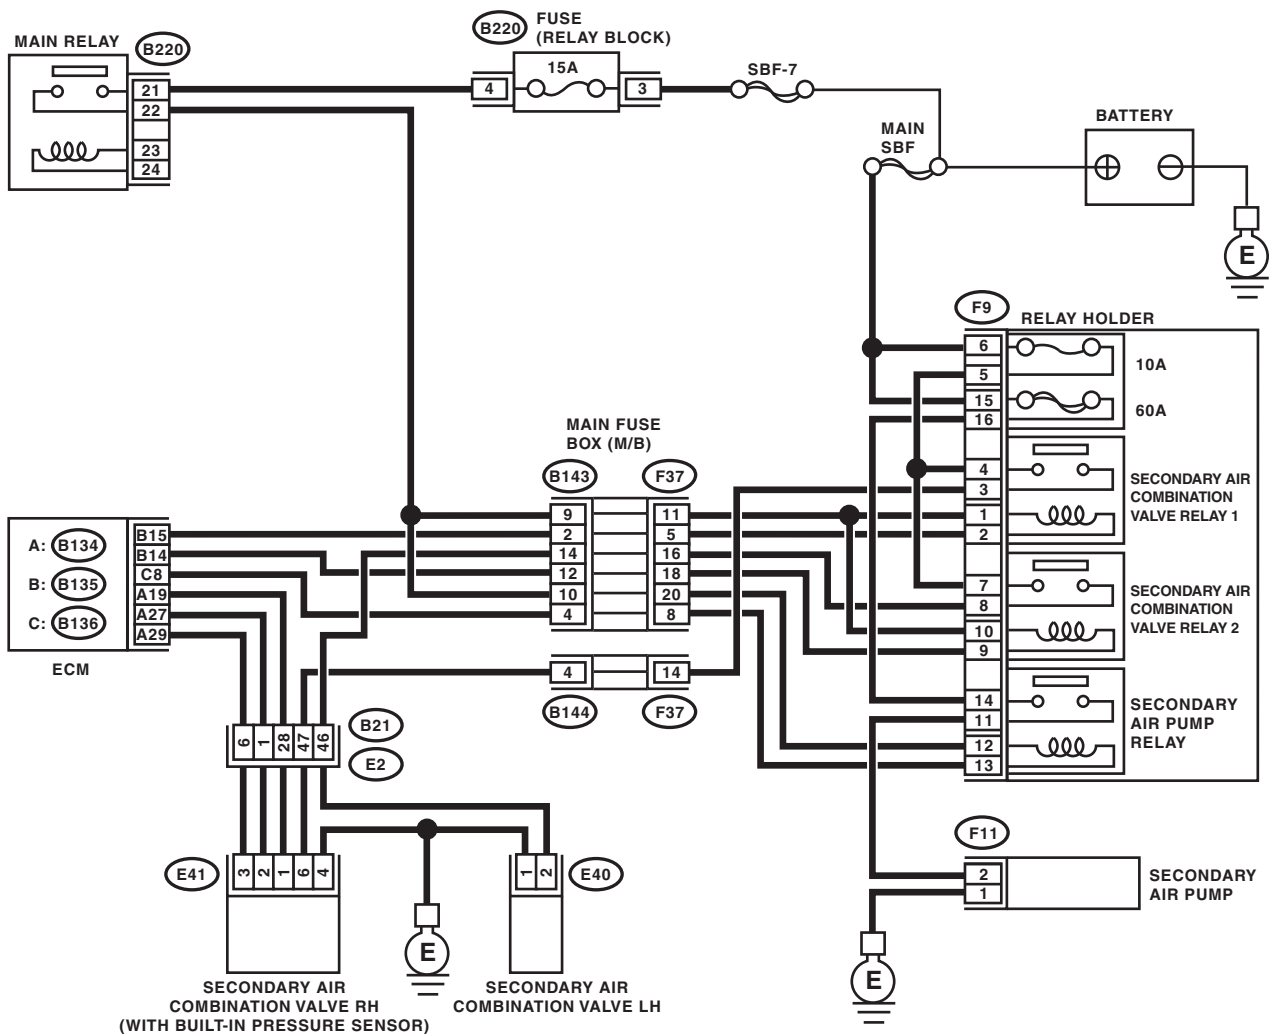 MAIN RELAY
B220
21
22
23
24
B220
FUSE
(RELAY BLOCK)
4
15A
3
SBF-7
MAIN
SBF
BATTERY
E
F9
RELAY HOLDER
6
5
15
16
10A
60A
4
3
1
2
SECONDARY AIR
COMBINATION
VALVE RELAY 1
7
8
10
9
SECONDARY AIR
COMBINATION
VALVE RELAY 2
14
11
12
13
SECONDARY
AIR PUMP
RELAY
MAIN FUSE
BOX (M/B)
B143
F37
9
11
2
5
14
16
12
18
10
20
4
8
4
14
B144
F37
A: B134
B: B135
C: B136
B15
B14
C8
A19
A27
A29
ECM
6
1
28
47
46
B21
E2
E41
3
2
1
6
4
E
1
2
E40
SECONDARY AIR
COMBINATION VALVE RH
(WITH BUILT-IN PRESSURE SENSOR)
SECONDARY AIR
COMBINATION VALVE LH
F11
2
1
SECONDARY
AIR PUMP
E